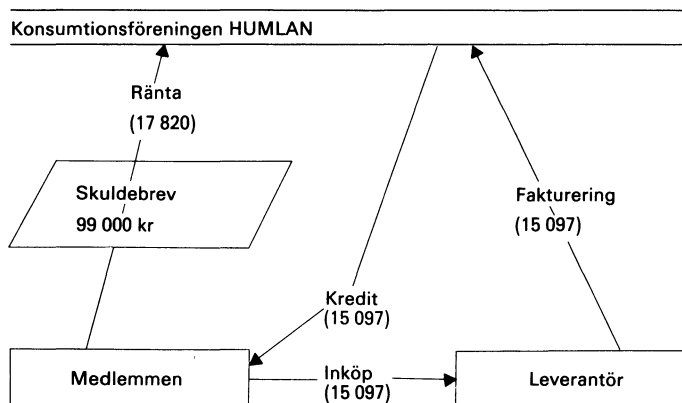 Konsumtionsföreningen HUMLAN
Ränta
(17 820)
Skuldebrev
99 000 kr
Fakturering
(15 097)
Kredit
(15 097)
Medlemmen
Inköp
(15 097)
Leverantör